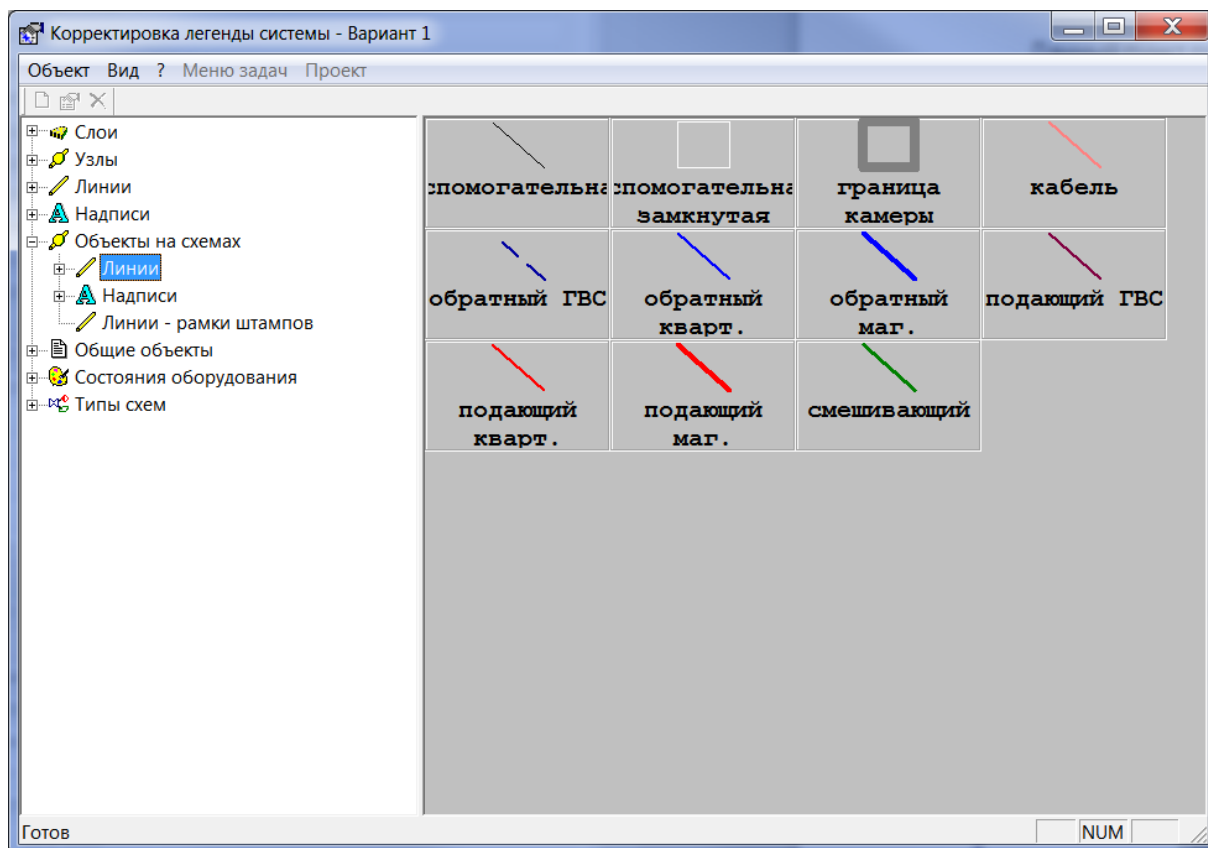 Корректировка легенды системы - Вариант 1
Объект Вид ? Меню задач Проект
Слои
Узлы
Линии
Надписи
Объекты на схемах
Линии
Надписи
Линии - рамки штампов
Общие объекты
Состояния оборудования
Типы схем
спомогательна спомогательна граница кабель
замкнутая камеры
обратный ГВС обратный обратный подающий ГВС
кварт. маг.
подающий подающий смешивающий
кварт. маг.
Готов
NUM